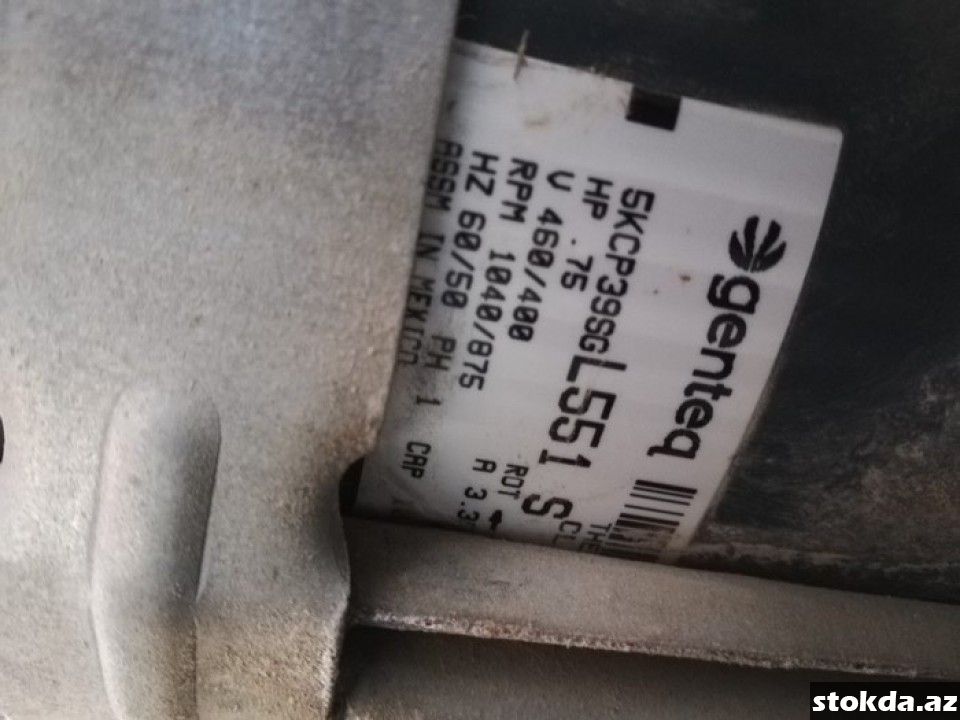 genteq
5KCP39SGL551 S
HP .75
V 460/400
RPM 1040/875 ROT
HZ 60/50 PH 1 A 3.3
ASSM IN MEXICO CAP
stokda.az